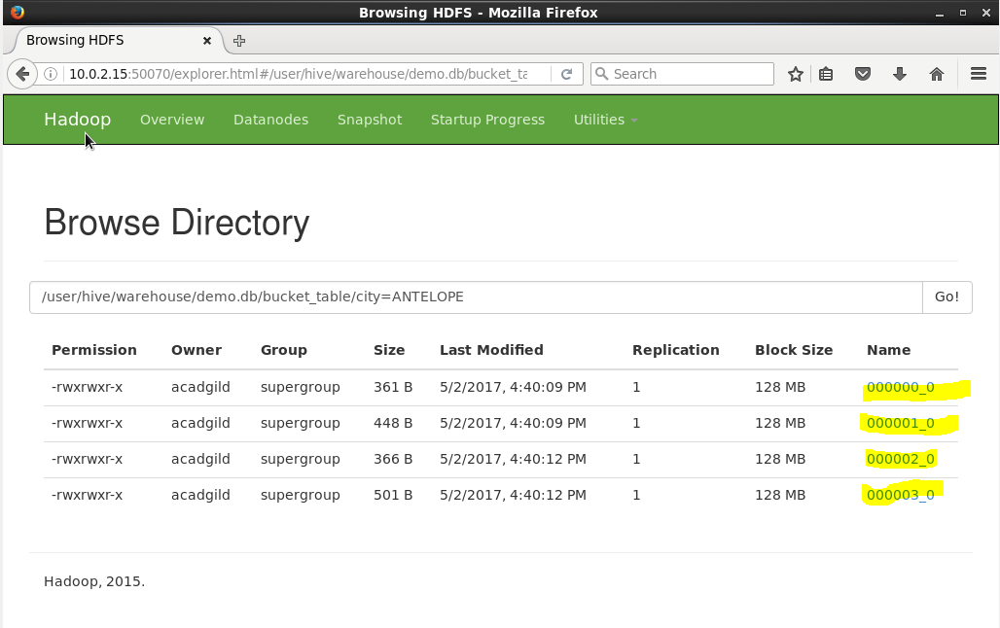 Browsing HDFS - Mozilla Firefox
Browsing HDFS
10.0.2.15:50070/explorer.html#/user/hive/warehouse/demo.db/bucket_ta
Search
Hadoop Overview Datanodes Snapshot Startup Progress Utilities
Browse Directory
/user/hive/warehouse/demo.db/bucket_table/city=ANTELOPE Go!
Permission Owner Group Size Last Modified Replication Block Size Name
-rwxrwxr-x acadgild supergroup 361 B 5/2/2017, 4:40:09 PM 1 128 MB 000000_0
-rwxrwxr-x acadgild supergroup 448 B 5/2/2017, 4:40:09 PM 1 128 MB 000001_0
-rwxrwxr-x acadgild supergroup 366 B 5/2/2017, 4:40:12 PM 1 128 MB 000002_0
-rwxrwxr-x acadgild supergroup 501 B 5/2/2017, 4:40:12 PM 1 128 MB 000003_0
Hadoop, 2015.